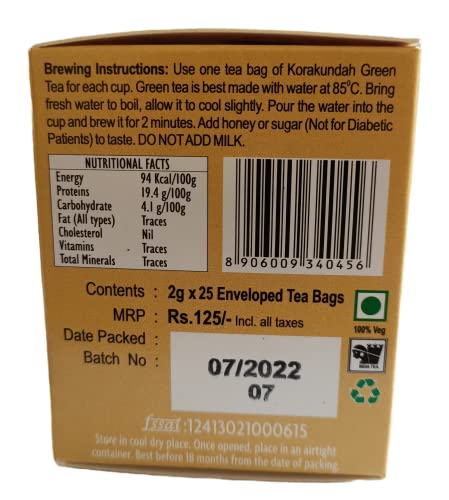 Brewing Instructions: Use one tea bag of Korakundah Green
Tea for each cup. Green tea is best made with water at 85°C. Bring
fresh water to boil, allow it to cool slightly. Pour the water into the
cup and brew it for 2 minutes. Add honey or sugar (Not for Diabetic
Patients) to taste. DO NOT ADD MILK.
NUTRITIONAL FACTS
Energy 94 Kcal/100g
Proteins 19.4 g/100g
Carbohydrate 4.1 g/100g
Fat (All types) Traces
Cholesterol Nil
Vitamins Traces
Total Minerals Traces
8 906009 340456
Contents : 2g x 25 Enveloped Tea Bags
MRP : Rs.125/- Incl. all taxes
100% Veg
Date Packed :
Batch No :
07/2022
07
INDIA TEA
fssai :12413021000615
Store in cool dry place. Once opened, place in an airtight
container. Best before 18 months from the date of packing.